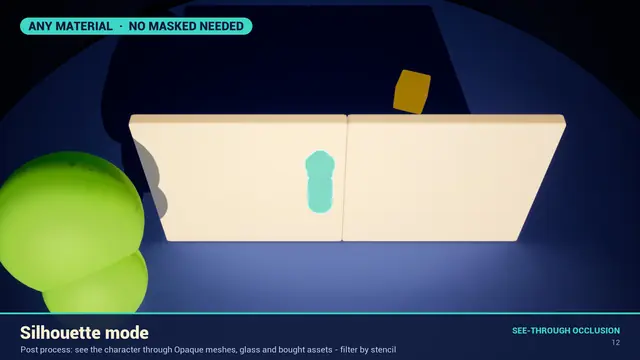 ANY MATERIAL · NO MASKED NEEDED
Silhouette mode
Post process: see the character through Opaque meshes, glass and bought assets - filter by stencil
SEE-THROUGH OCCLUSION
12